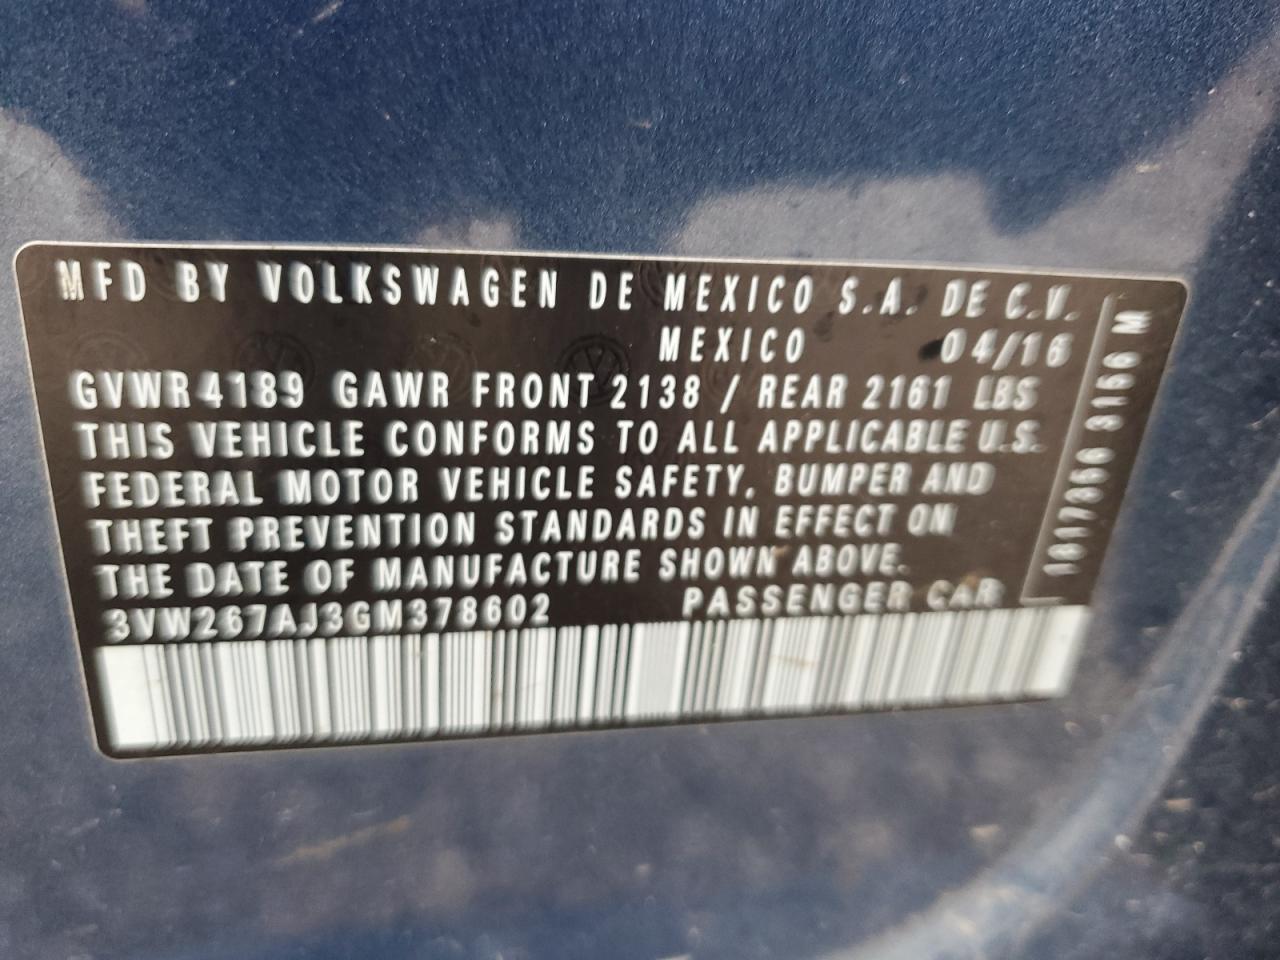 MFD BY VOLKSWAGEN DE MEXICO S.A. DE C.V.
MEXICO 04/16
GVWR 4189 GAWR FRONT 2138 / REAR 2161 LBS
THIS VEHICLE CONFORMS TO ALL APPLICABLE U.S.
FEDERAL MOTOR VEHICLE SAFETY, BUMPER AND
THEFT PREVENTION STANDARDS IN EFFECT ON
THE DATE OF MANUFACTURE SHOWN ABOVE.
3VW267AJ3GM378602 PASSENGER CAR
M